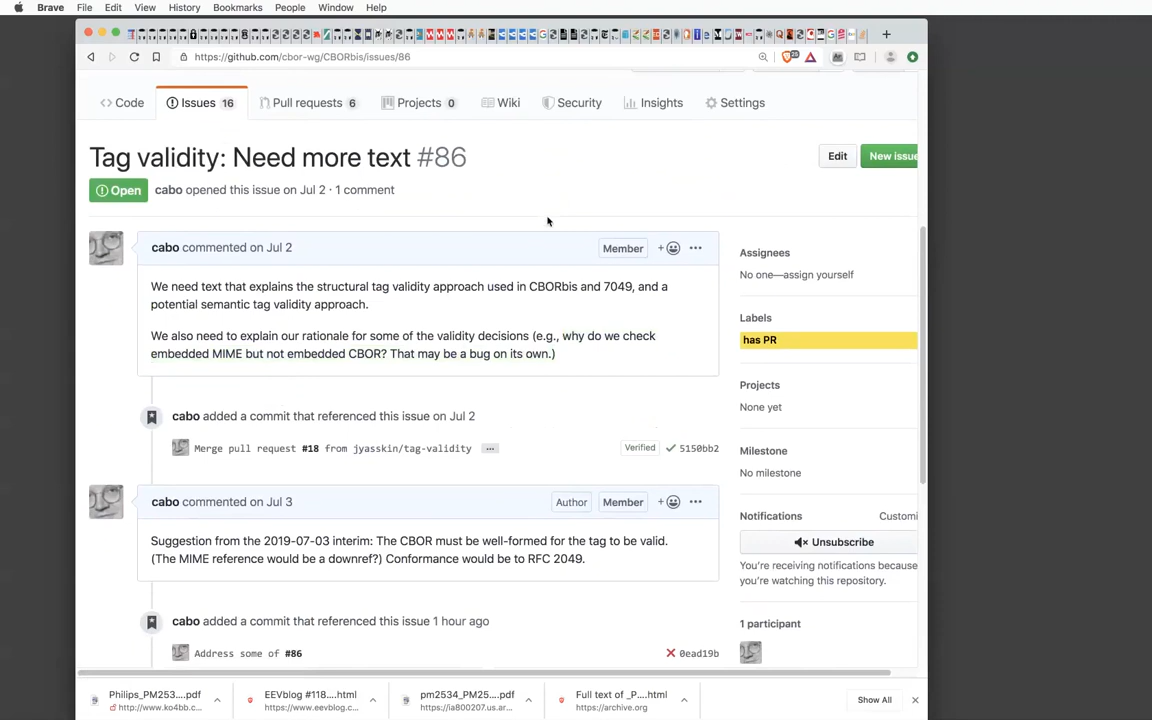 Brave File Edit View History Bookmarks People Window Help
https://github.com/cbor-wg/CBORbis/issues/86
Code Issues 16 Pull requests 6 Projects 0 Wiki Security Insights Settings
Tag validity: Need more text #86
Edit New issue
Open cabo opened this issue on Jul 2 · 1 comment
cabo commented on Jul 2 Member
We need text that explains the structural tag validity approach used in CBORbis and 7049, and a
potential semantic tag validity approach.
We also need to explain our rationale for some of the validity decisions (e.g., why do we check
embedded MIME but not embedded CBOR? That may be a bug on its own.)
cabo added a commit that referenced this issue on Jul 2
Merge pull request #18 from jyasskin/tag-validity ... Verified 5150bb2
cabo commented on Jul 3 Author Member
Suggestion from the 2019-07-03 interim: The CBOR must be well-formed for the tag to be valid.
(The MIME reference would be a downref?) Conformance would be to RFC 2049.
cabo added a commit that referenced this issue 1 hour ago
Address some of #86 0ead19b
Assignees
No one—assign yourself
Labels
has PR
Projects
None yet
Milestone
No milestone
Notifications Customi
Unsubscribe
You're receiving notifications because
you're watching this repository.
1 participant
Philips_PM253....pdf
http://www.ko4bb.c...
EEVblog #118....html
https://www.eevblog.c...
pm2534_PM25....pdf
https://ia800207.us.ar...
Full text of _P....html
https://archive.org
Show All